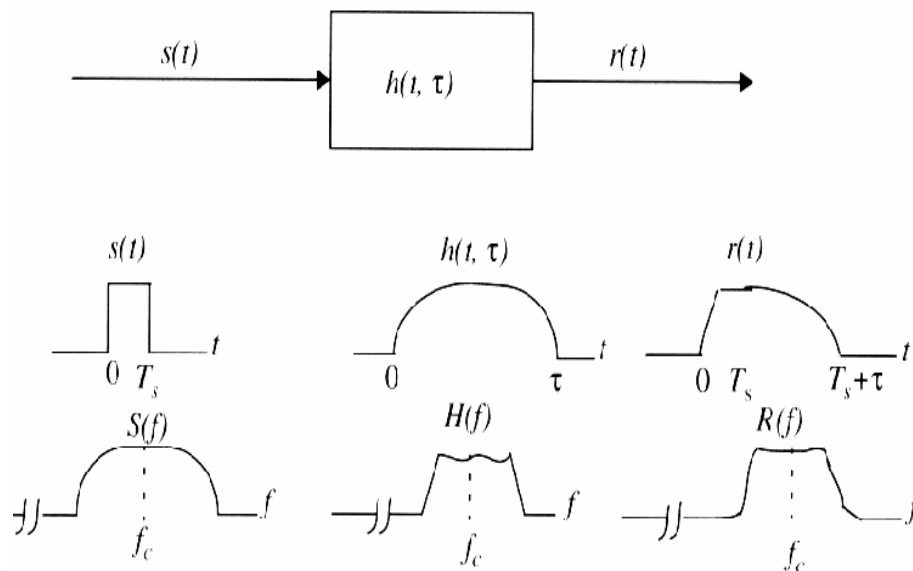 s(t) h(t, τ) r(t)
s(t) h(t, τ) r(t)
t t t
0 T_s 0 τ 0 T_s T_s+τ
S(f) H(f) R(f)
f f f
f_c f_c f_c